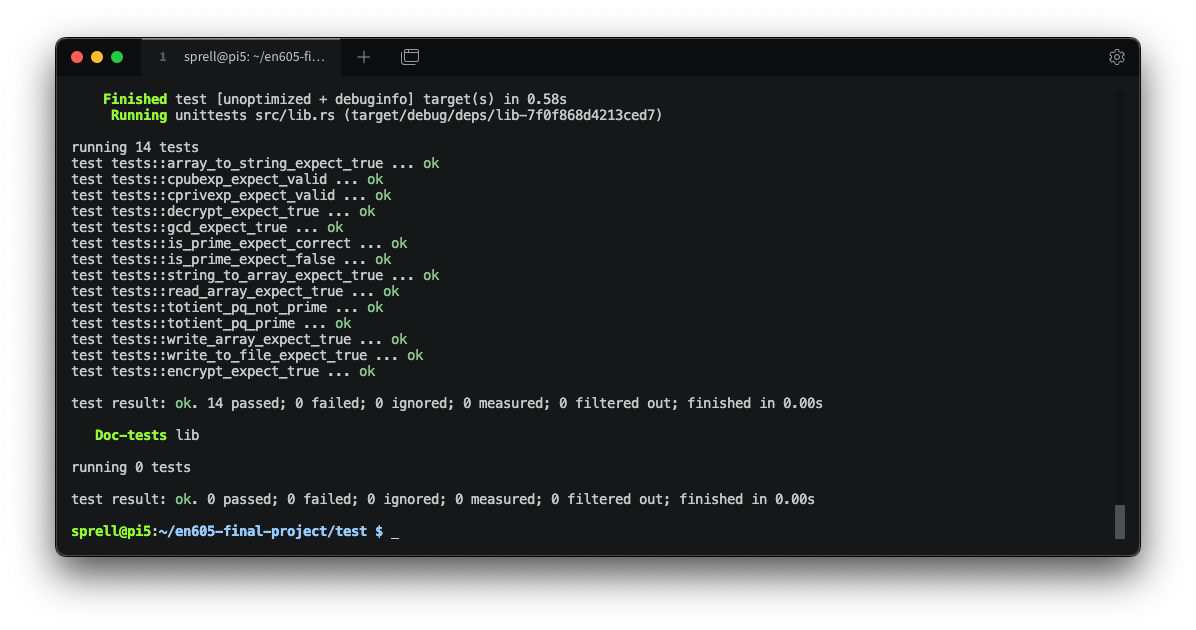 1 sprell@pi5: ~/en605-fi...
Finished test [unoptimized + debuginfo] target(s) in 0.58s
Running unittests src/lib.rs (target/debug/deps/lib-7f0f868d4213ced7)
running 14 tests
test tests::array_to_string_expect_true ... ok
test tests::cpubexp_expect_valid ... ok
test tests::cprivexp_expect_valid ... ok
test tests::decrypt_expect_true ... ok
test tests::gcd_expect_true ... ok
test tests::is_prime_expect_correct ... ok
test tests::is_prime_expect_false ... ok
test tests::string_to_array_expect_true ... ok
test tests::read_array_expect_true ... ok
test tests::totient_pq_not_prime ... ok
test tests::totient_pq_prime ... ok
test tests::write_array_expect_true ... ok
test tests::write_to_file_expect_true ... ok
test tests::encrypt_expect_true ... ok
test result: ok. 14 passed; 0 failed; 0 ignored; 0 measured; 0 filtered out; finished in 0.00s
Doc-tests lib
running 0 tests
test result: ok. 0 passed; 0 failed; 0 ignored; 0 measured; 0 filtered out; finished in 0.00s
sprell@pi5:~/en605-final-project/test $ _